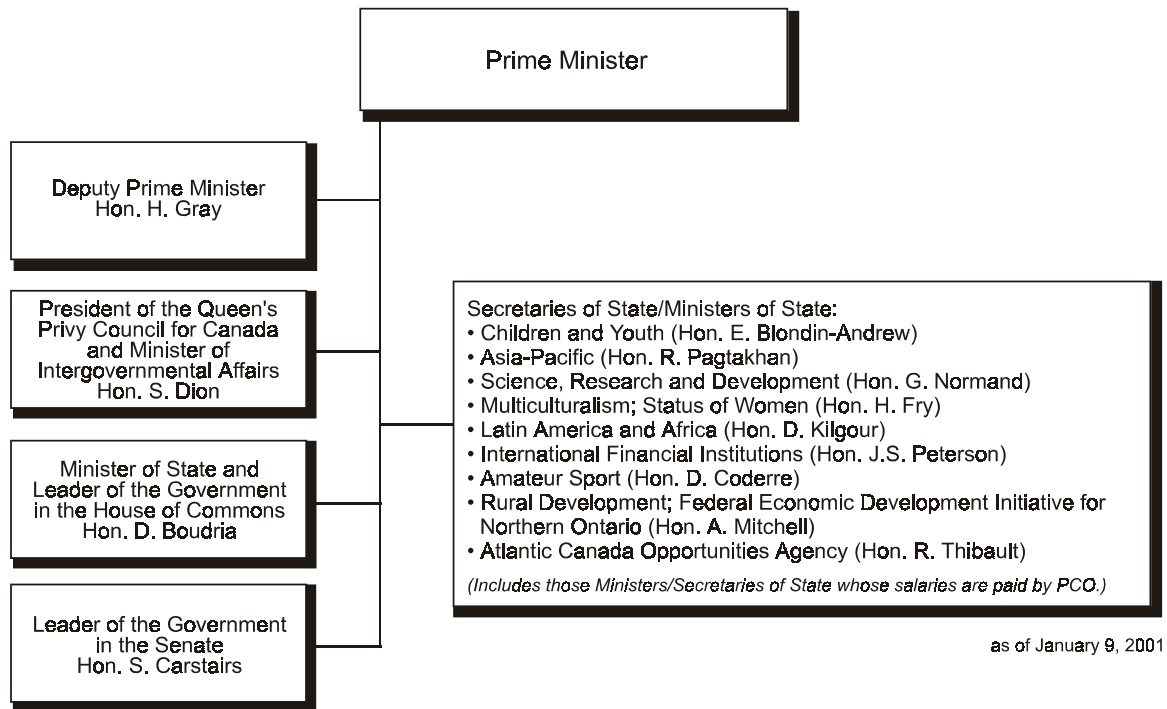 Prime Minister
Deputy Prime Minister
Hon. H. Gray
President of the Queen's
Privy Council for Canada
and Minister of
Intergovernmental Affairs
Hon. S. Dion
Minister of State and
Leader of the Government
in the House of Commons
Hon. D. Boudria
Leader of the Government
in the Senate
Hon. S. Carstairs
Secretaries of State/Ministers of State:
• Children and Youth (Hon. E. Blondin-Andrew)
• Asia-Pacific (Hon. R. Pagtakhan)
• Science, Research and Development (Hon. G. Normand)
• Multiculturalism; Status of Women (Hon. H. Fry)
• Latin America and Africa (Hon. D. Kilgour)
• International Financial Institutions (Hon. J.S. Peterson)
• Amateur Sport (Hon. D. Coderre)
• Rural Development; Federal Economic Development Initiative for
Northern Ontario (Hon. A. Mitchell)
• Atlantic Canada Opportunities Agency (Hon. R. Thibault)
(Includes those Ministers/Secretaries of State whose salaries are paid by PCO.)
as of January 9, 2001